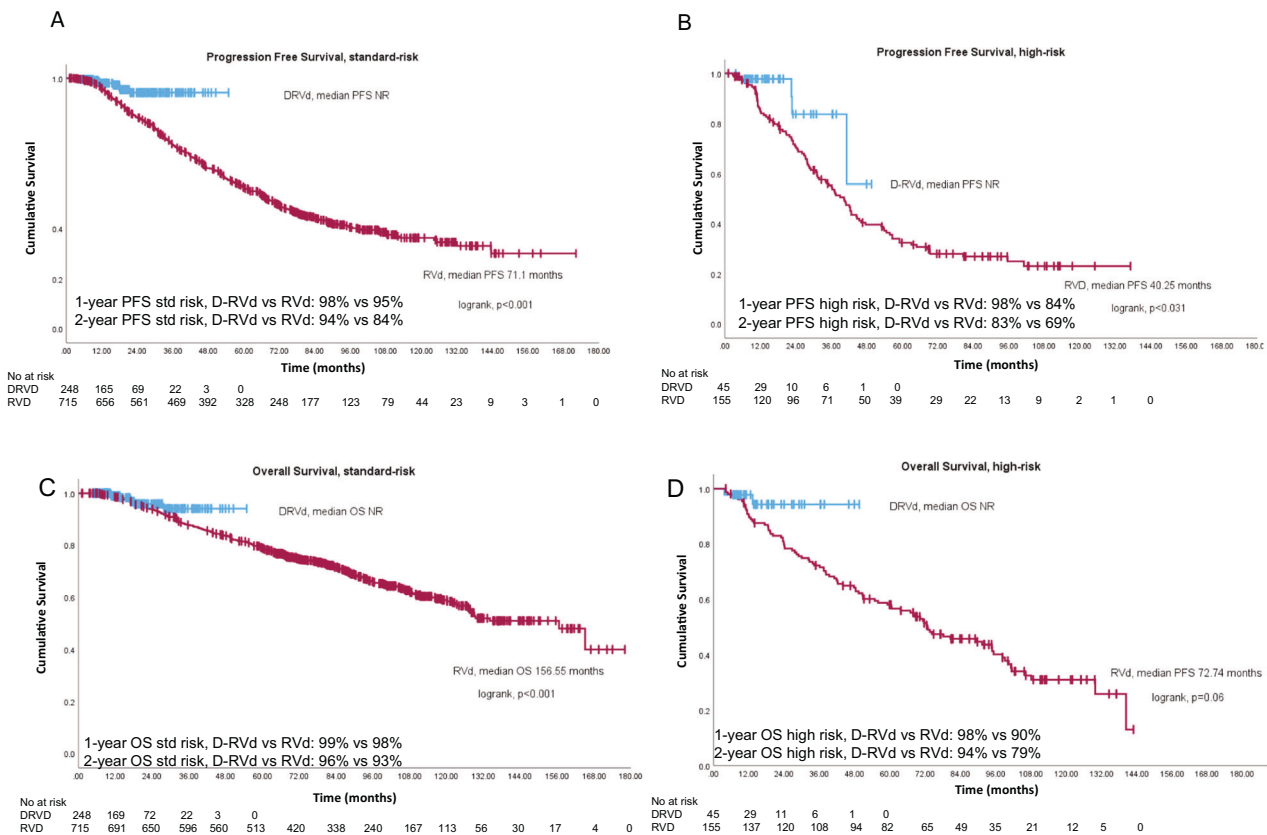 A
Progression Free Survival, standard-risk
1.0
DRVd, median PFS NR
0.8
0.6
0.4
0.2
0.0
Cumulative Survival
RVd, median PFS 71.1 months
logrank, p<0.001
1-year PFS std risk, D-RVd vs RVd: 98% vs 95%
2-year PFS std risk, D-RVd vs RVd: 94% vs 84%
.00 12.00 24.00 36.00 48.00 60.00 72.00 84.00 96.00 108.00 120.00 132.00 144.00 156.00 168.00 180.00
Time (months)
No at risk
DRVD 248 165 69 22 3 0
RVD 715 656 561 469 392 328 248 177 123 79 44 23 9 3 1 0
B
Progression Free Survival, high-risk
1.0
0.8
0.6
0.4
0.2
0.0
Cumulative Survival
D-RVd, median PFS NR
RVD, median PFS 40.25 months
logrank, p<0.031
1-year PFS high risk, D-RVd vs RVd: 98% vs 84%
2-year PFS high risk, D-RVd vs RVd: 83% vs 69%
.00 12.00 24.00 36.00 48.00 60.00 72.00 84.00 96.00 108.00 120.00 132.00 144.00 156.00 168.00 180.0
Time (months)
No at risk
DRVD 45 29 10 6 1 0
RVD 155 120 96 71 50 39 29 22 13 9 2 1 0
C
Overall Survival, standard-risk
1.0
0.8
0.6
0.4
0.2
0.0
Cumulative Survival
DRVd, median OS NR
RVd, median OS 156.55 months
logrank, p<0.001
1-year OS std risk, D-RVd vs RVd: 99% vs 98%
2-year OS std risk, D-RVd vs RVd: 96% vs 93%
.00 12.00 24.00 36.00 48.00 60.00 72.00 84.00 96.00 108.00 120.00 132.00 144.00 156.00 168.00 180.00
Time (months)
No at risk
DRVD 248 169 72 22 3 0
RVD 715 691 650 596 560 513 420 338 240 167 113 56 30 17 4 0
D
Overall Survival, high-risk
1.0
0.8
0.6
0.4
0.2
0.0
Cumulative Survival
DRVd, median OS NR
RVd, median PFS 72.74 months
logrank, p=0.06
1-year OS high risk, D-RVd vs RVd: 98% vs 90%
2-year OS high risk, D-RVd vs RVd: 94% vs 79%
.00 12.00 24.00 36.00 48.00 60.00 72.00 84.00 96.00 108.00 120.00 132.00 144.00 156.00 168.00 180.00
Time (months)
No at risk
DRVD 45 29 11 6 1 0
RVD 155 137 120 108 94 82 65 49 35 21 12 5 0